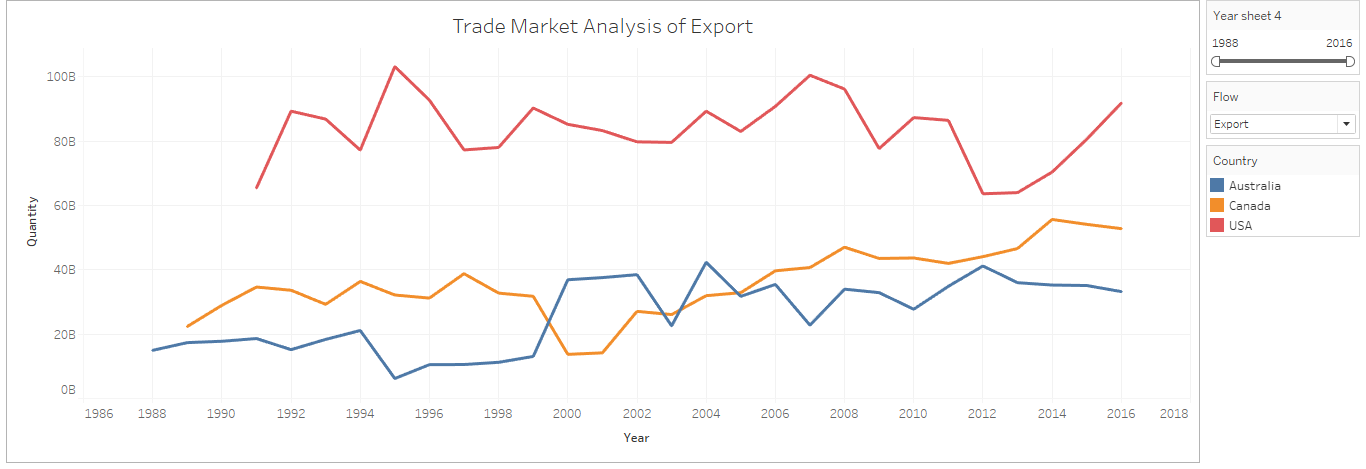 Trade Market Analysis of Export
100B
80B
60B
40B
20B
0B
Quantity
1986 1988 1990 1992 1994 1996 1998 2000 2002 2004 2006 2008 2010 2012 2014 2016 2018
Year
Year sheet 4
1988 2016
Flow
Export
Country
Australia
Canada
USA